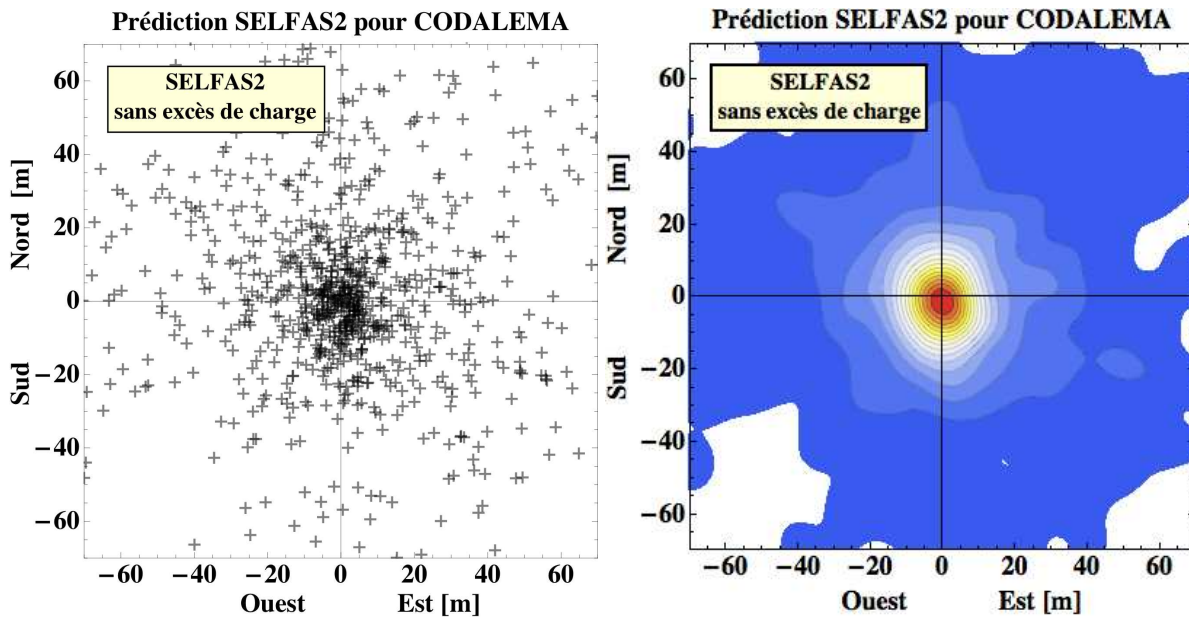 Prédiction SELFAS2 pour CODALEMA
SELFAS2
sans excès de charge
60
40
20
0
−20
−40
−60
Nord [m]
Sud
−60 −40 −20 0 20 40 60
Ouest Est [m]
Prédiction SELFAS2 pour CODALEMA
SELFAS2
sans excès de charge
60
40
20
0
−20
−40
−60
Nord [m]
Sud
−60 −40 −20 0 20 40 60
Ouest Est [m]